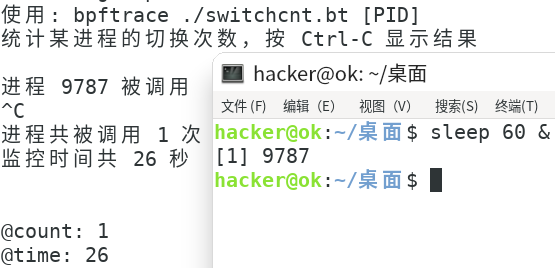 使用: bpftrace ./switchcnt.bt [PID]
统计某进程的切换次数，按 Ctrl-C 显示结果
进程 9787 被调用
^C
进程共被调用 1 次
监控时间共 26 秒
@count: 1
@time: 26
hacker@ok: ~/桌面
文件 (F) 编辑（E） 视图（V） 搜索(S) 终端(T)
hacker@ok:~/桌面$ sleep 60 &
[1] 9787
hacker@ok:~/桌面$